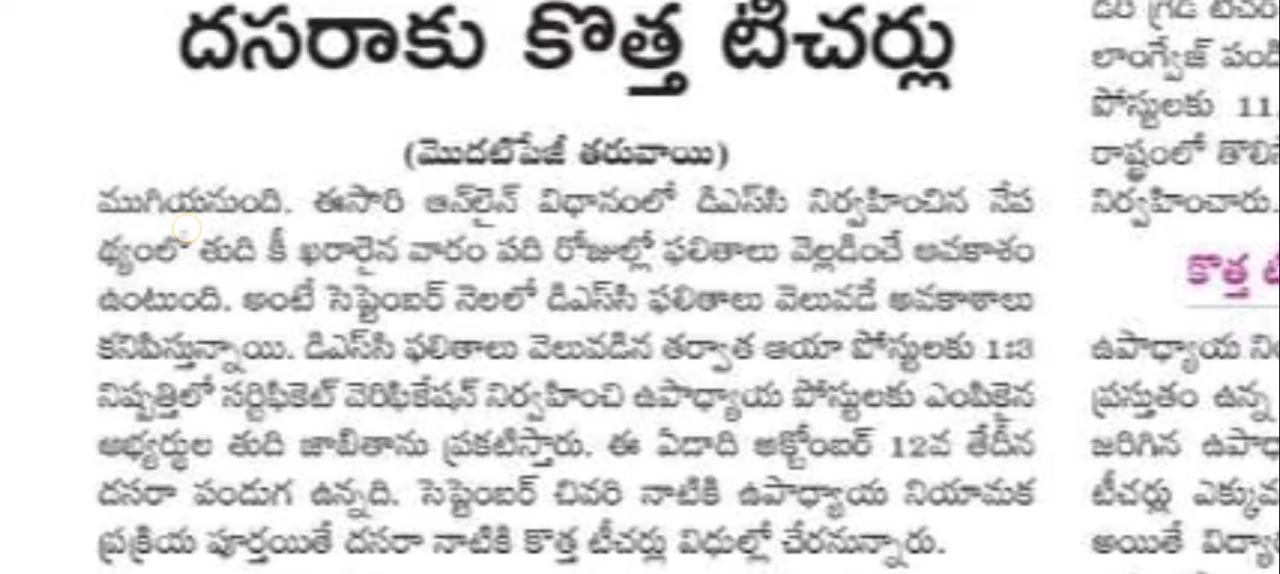 దసరాకు కొత్త టీచర్లు
(మొదటిపేజీ తరువాయి)
ముగియనుంది. ఈసారి ఆన్‌లైన్ విధానంలో డిఎస్‌సి నిర్వహించిన నేప
థ్యంలో తుది కీ ఖరారైన వారం పది రోజుల్లో ఫలితాలు వెల్లడించే అవకాశం
ఉంటుంది. అంటే సెప్టెంబర్ నెలలో డిఎస్‌సి ఫలితాలు వెలువడే అవకాశాలు
కనిపిస్తున్నాయి. డిఎస్‌సి ఫలితాలు వెలువడిన తర్వాత ఆయా పోస్టులకు 1:3
నిష్పత్తిలో సర్టిఫికెట్ వెరిఫికేషన్ నిర్వహించి ఉపాధ్యాయ పోస్టులకు ఎంపికైన
అభ్యర్థుల తుది జాబితాను ప్రకటిస్తారు. ఈ ఏడాది అక్టోంబర్ 12వ తేదీన
దసరా పండుగ ఉన్నది. సెప్టెంబర్ చివరి నాటికి ఉపాధ్యాయ నియామక
ప్రక్రియ పూర్తయితే దసరా నాటికి కొత్త టీచర్లు విధుల్లో చేరనున్నారు.
లాంగ్వేజ్
పోస్టులకు 11
రాష్ట్రంలో
నిర్వహించారు.
కొత్త
ఉపాధ్యాయ
ప్రస్తుతం ఉన్న
జరిగిన
టీచర్లు
అయితే